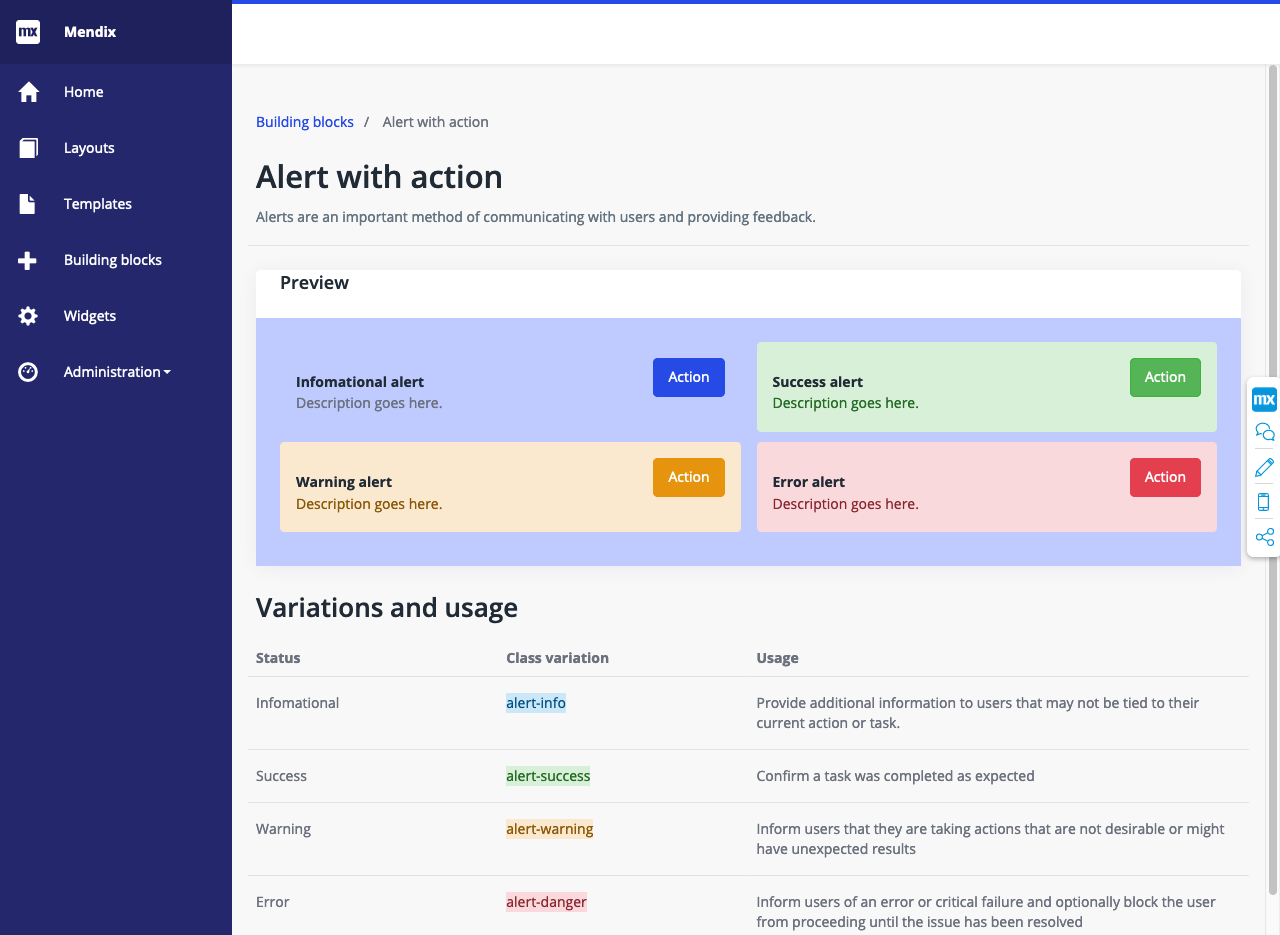 mx Mendix
Home
Layouts
Templates
Building blocks
Widgets
Administration
Building blocks / Alert with action
Alert with action
Alerts are an important method of communicating with users and providing feedback.
Preview
Infomational alert
Description goes here.
Action
Success alert
Description goes here.
Action
Warning alert
Description goes here.
Action
Error alert
Description goes here.
Action
mx
Variations and usage
Status Class variation Usage
Infomational alert-info Provide additional information to users that may not be tied to their
current action or task.
Success alert-success Confirm a task was completed as expected
Warning alert-warning Inform users that they are taking actions that are not desirable or might
have unexpected results
Error alert-danger Inform users of an error or critical failure and optionally block the user
from proceeding until the issue has been resolved